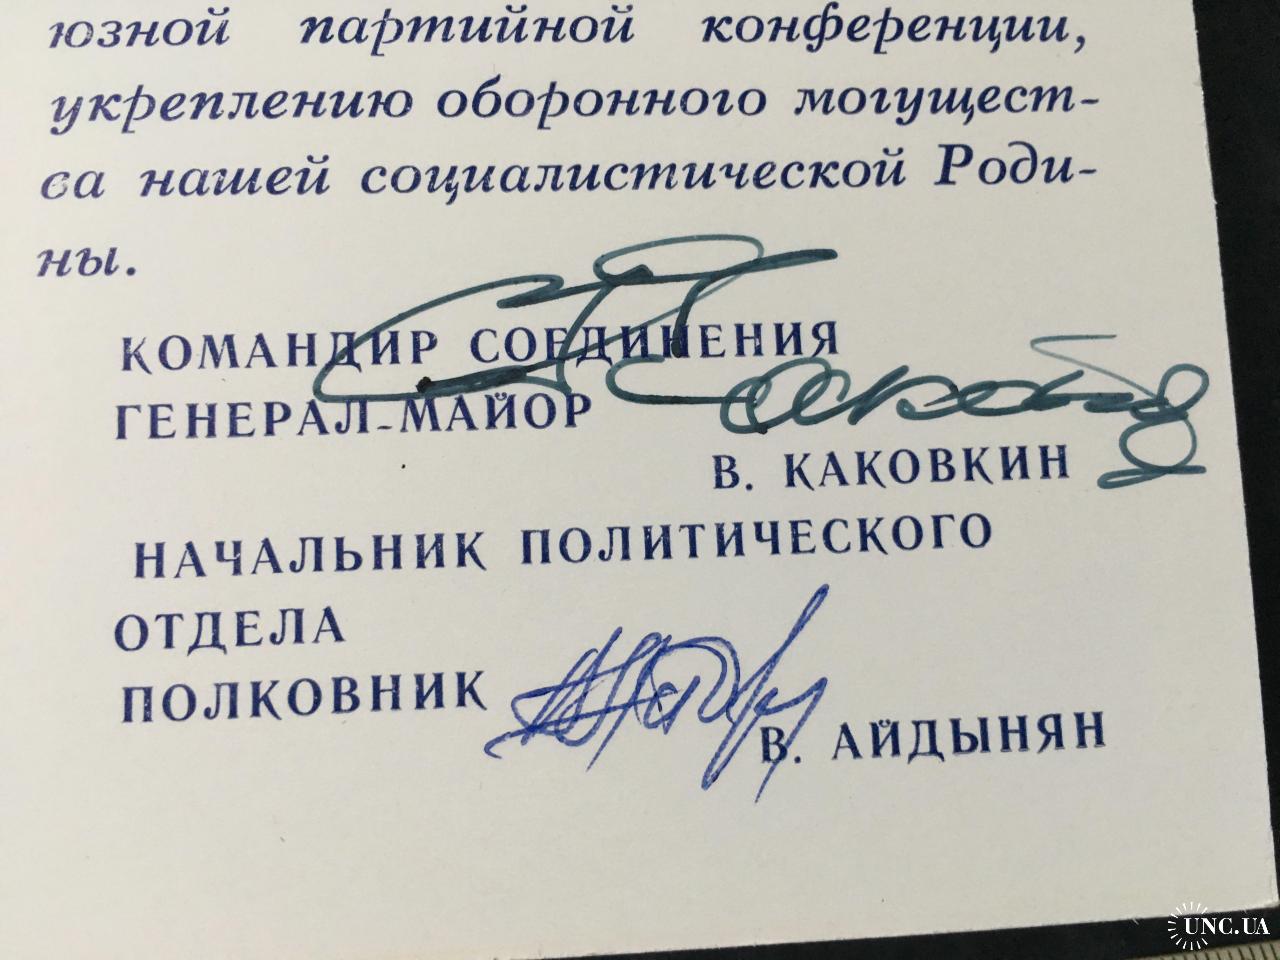 юзной партийной конференции,
укреплению оборонного могущест-
ва нашей социалистической Роди-
ны.
КОМАНДИР СОЕДИНЕНИЯ
ГЕНЕРАЛ-МАЙОР
В. КАКОВКИН
НАЧАЛЬНИК ПОЛИТИЧЕСКОГО
ОТДЕЛА
ПОЛКОВНИК
В. АЙДЫНЯН
UNC.UA